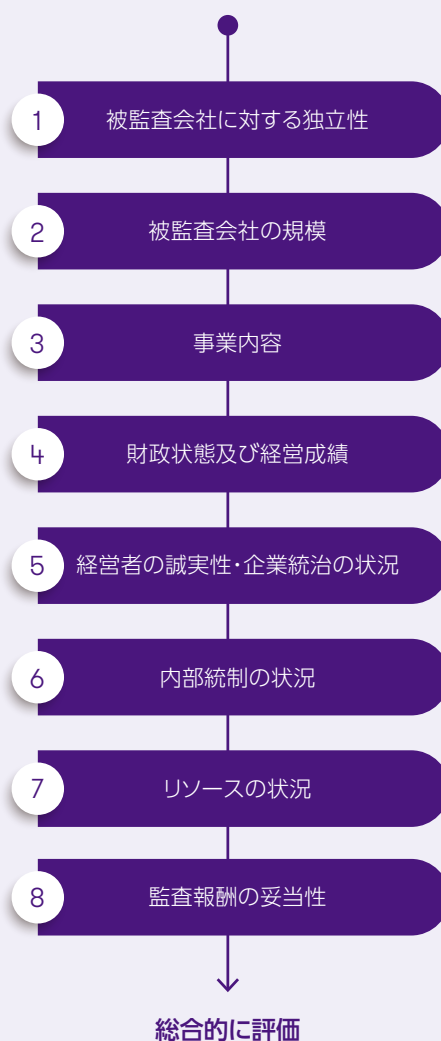 1 被監査会社に対する独立性
2 被監査会社の規模
3 事業内容
4 財政状態及び経営成績
5 経営者の誠実性・企業統治の状況
6 内部統制の状況
7 リソースの状況
8 監査報酬の妥当性
総合的に評価